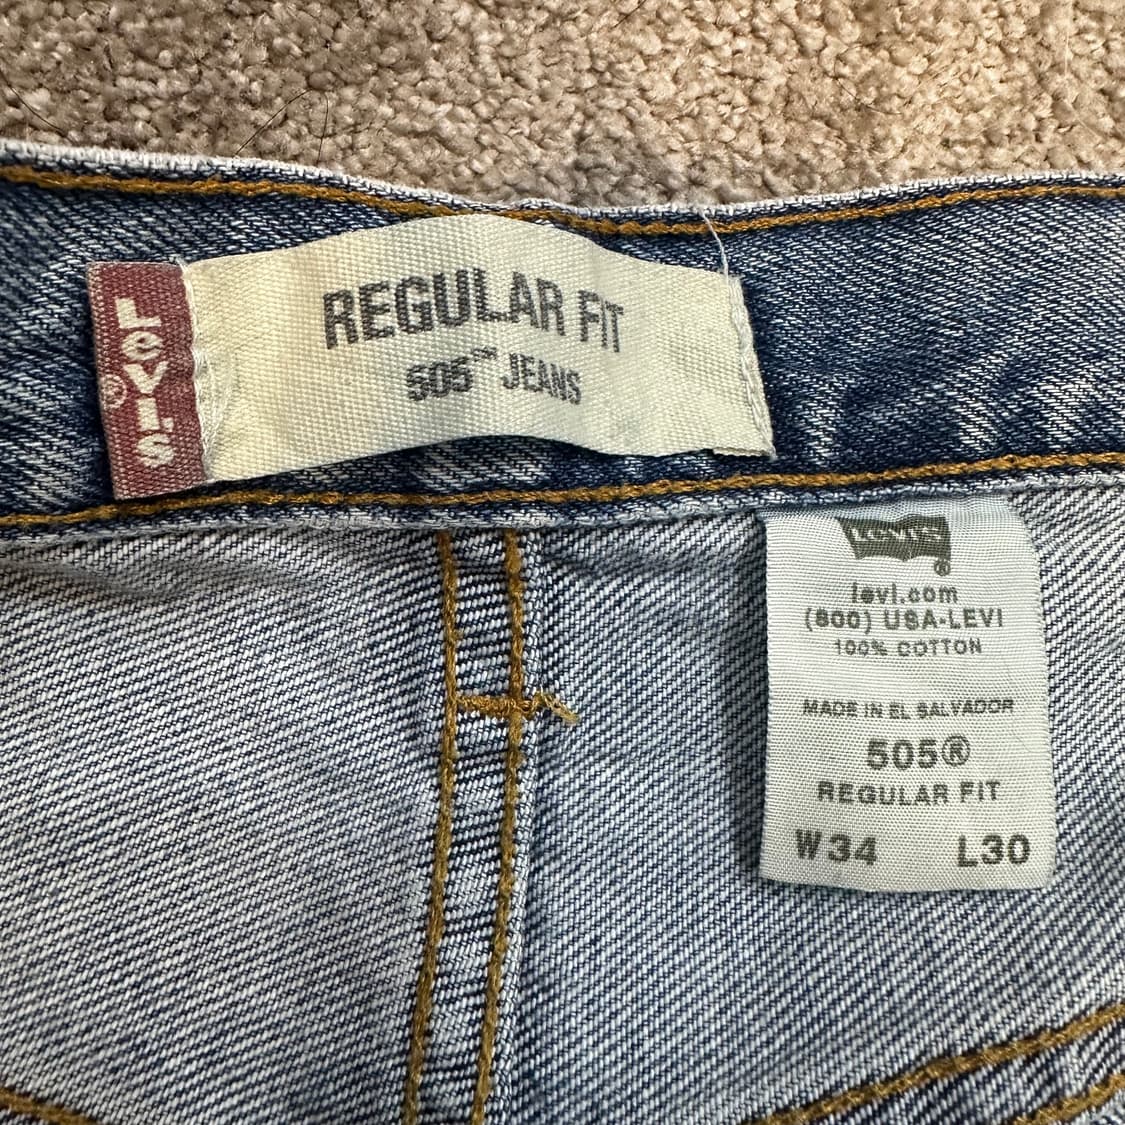 LEVI'S
®
REGULAR FIT
505™ JEANS
LEVI'S
®
levi.com
(800) USA-LEVI
100% COTTON
MADE IN EL SALVADOR
505®
REGULAR FIT
W34 L30